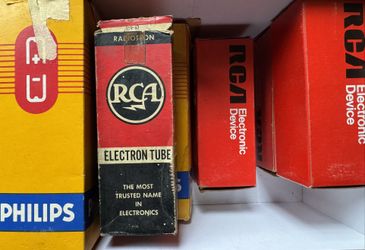 PHILIPS
RADIOTRON
RCA
ELECTRON TUBE
THE MOST
TRUSTED NAME
IN
ELECTRONICS
RCA
Electronic
Device
RCA
Electronic
Device